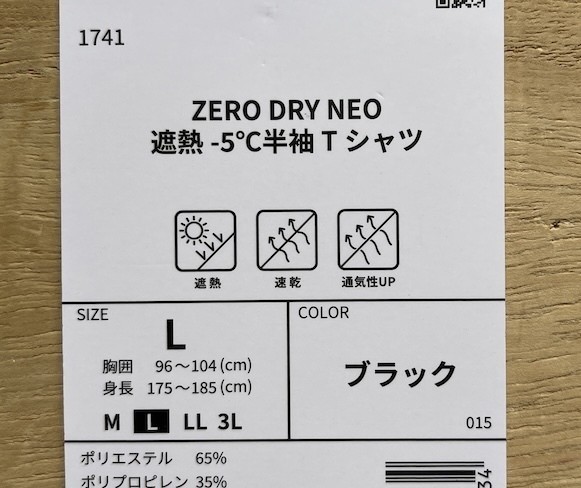 1741
ZERO DRY NEO
遮熱 -5℃半袖 T シャツ
遮熱 速乾 通気性UP
SIZE
L
胸囲 96～104(cm)
身長 175～185(cm)
M L LL 3L
COLOR
ブラック
015
ポリエステル 65%
ポリプロピレン 35%
34